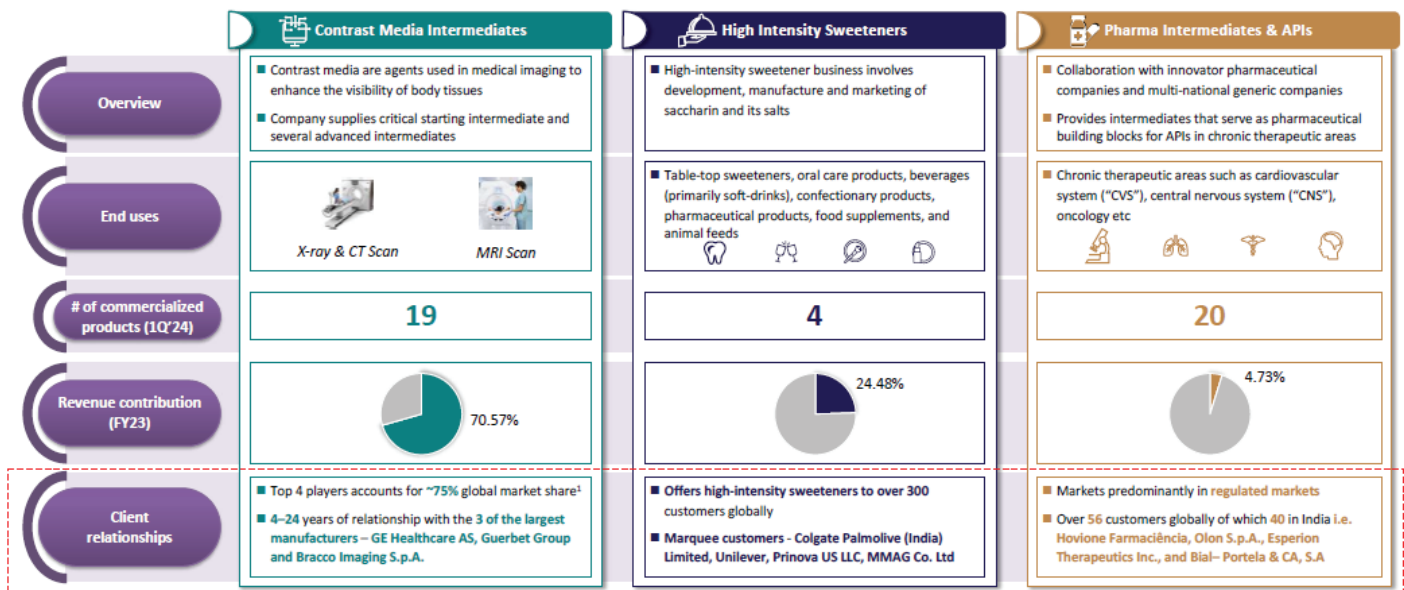 Contrast Media Intermediates
High Intensity Sweeteners
Pharma Intermediates & APIs
Overview
■ Contrast media are agents used in medical imaging to
enhance the visibility of body tissues
■ Company supplies critical starting intermediate and
several advanced intermediates
■ High-intensity sweetener business involves
development, manufacture and marketing of
saccharin and its salts
■ Collaboration with innovator pharmaceutical
companies and multi-national generic companies
■ Provides intermediates that serve as pharmaceutical
building blocks for APIs in chronic therapeutic areas
End uses
X-ray & CT Scan
MRI Scan
■ Table-top sweeteners, oral care products, beverages
(primarily soft-drinks), confectionary products,
pharmaceutical products, food supplements, and
animal feeds
■ Chronic therapeutic areas such as cardiovascular
system (“CVS”), central nervous system (“CNS”),
oncology etc
# of commercialized
products (1Q’24)
19
4
20
Revenue contribution
(FY23)
70.57%
24.48%
4.73%
Client
relationships
■ Top 4 players accounts for ~75% global market share¹
■ 4–24 years of relationship with the 3 of the largest
manufacturers – GE Healthcare AS, Guerbet Group
and Bracco Imaging S.p.A.
■ Offers high-intensity sweeteners to over 300
customers globally
■ Marquee customers - Colgate Palmolive (India)
Limited, Unilever, Prinova US LLC, MMAG Co. Ltd
■ Markets predominantly in regulated markets
■ Over 56 customers globally of which 40 in India i.e.
Hovione Farmaciência, Olon S.p.A., Esperion
Therapeutics Inc., and Bial– Portela & CA, S.A